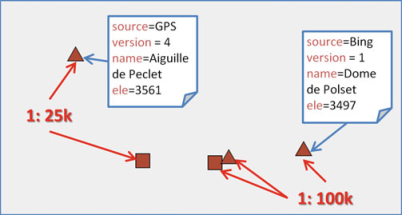 source=GPS
version = 4
name=Aiguille
de Peclet
ele=3561
source=Bing
version = 1
name=Dome
de Polset
ele=3497
1: 25k
1: 100k